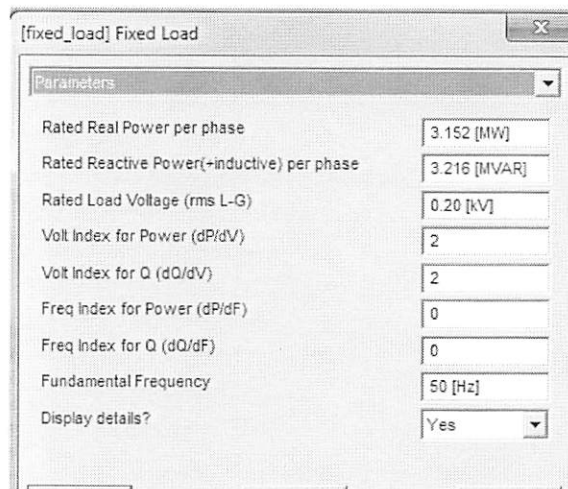 [fixed_load] Fixed Load
Parameters
Rated Real Power per phase 3.152 [MW]
Rated Reactive Power(+inductive) per phase 3.216 [MVAR]
Rated Load Voltage (rms L-G) 0.20 [kV]
Volt Index for Power (dP/dV) 2
Volt Index for Q (dQ/dV) 2
Freq Index for Power (dP/dF) 0
Freq Index for Q (dQ/dF) 0
Fundamental Frequency 50 [Hz]
Display details? Yes